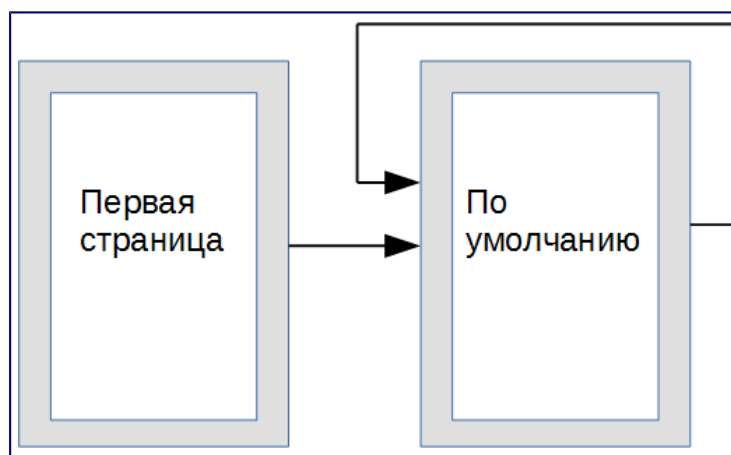 Первая
страница
По
умолчанию